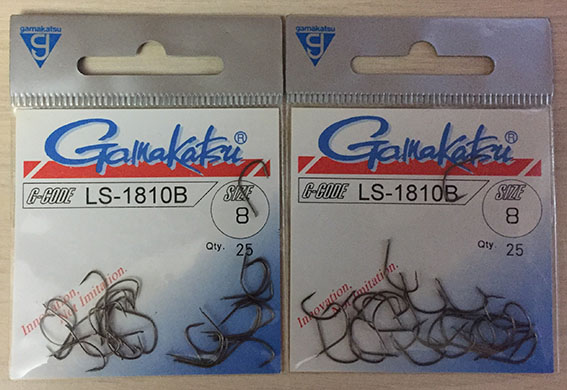 gamakatsu
g
Gamakatsu®
G-CODE LS-1810B SIZE
8
Qty. 25
Innovation,
Not Imitation.
gamakatsu
g
Gamakatsu®
G-CODE LS-1810B SIZE
8
Qty. 25
Innovation,
Imitation.